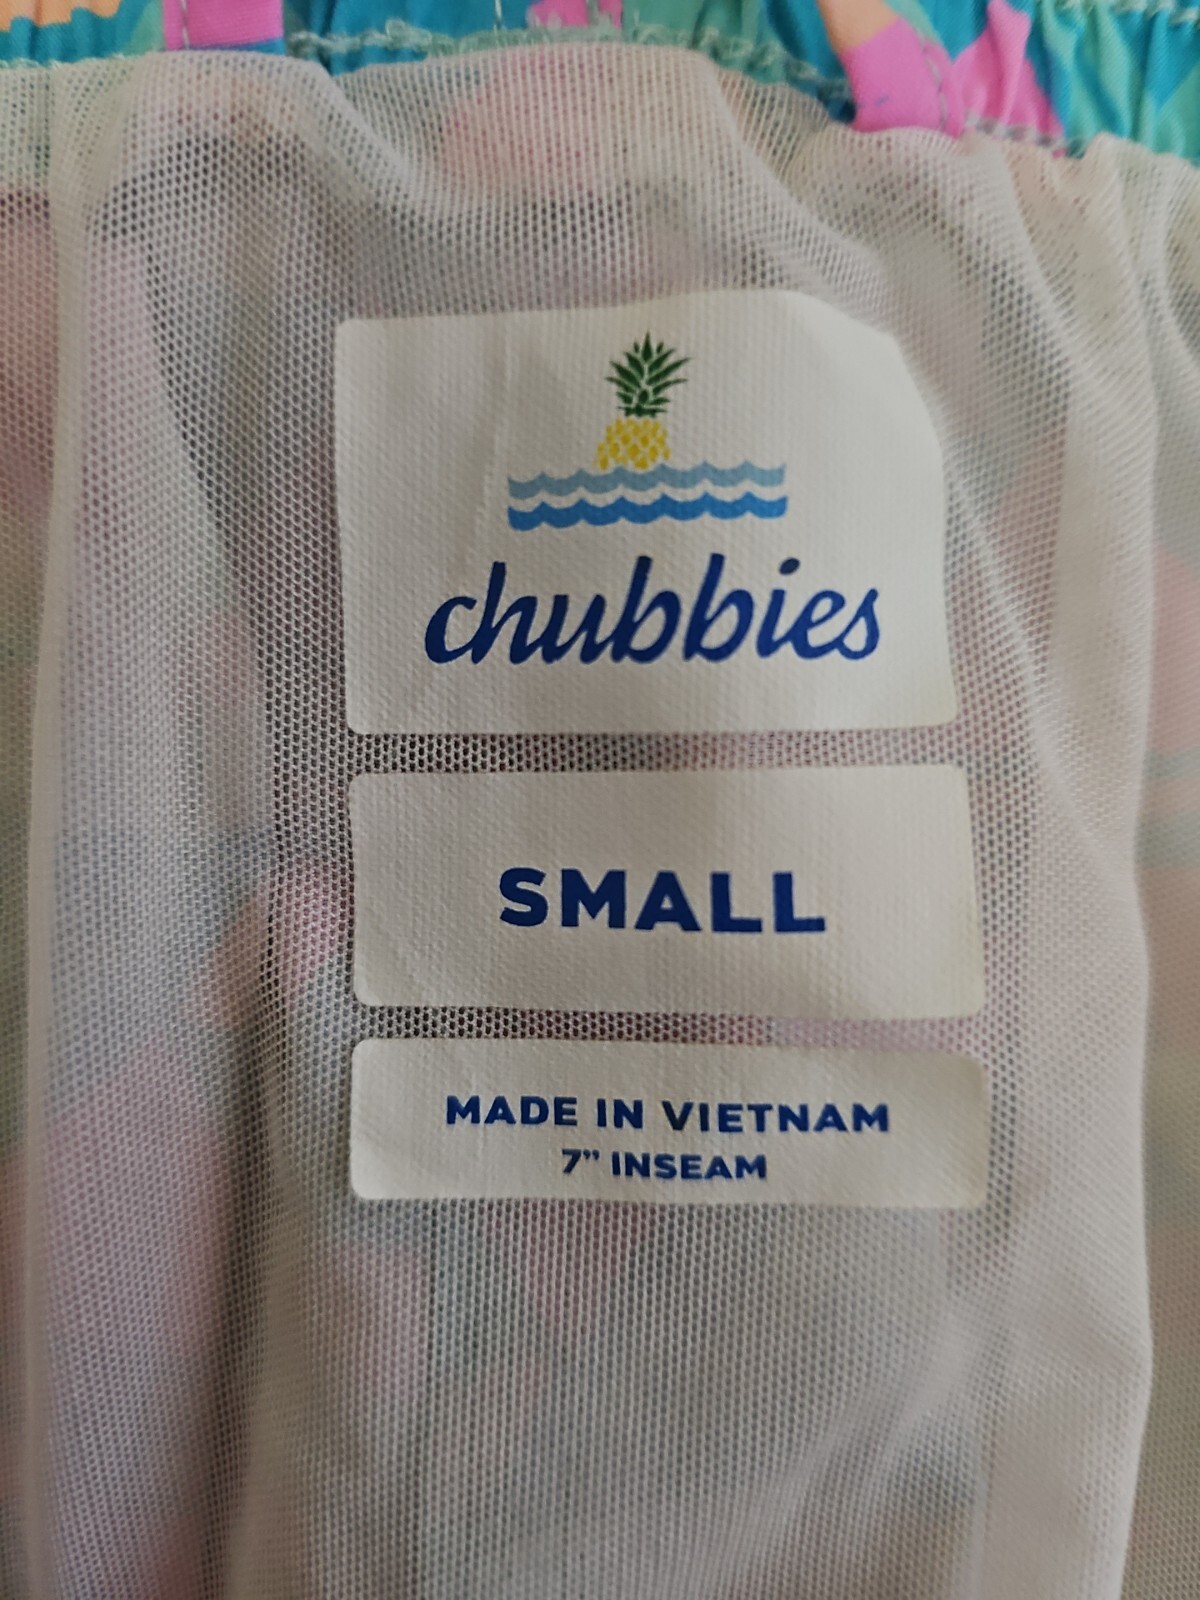 chubbies
SMALL
MADE IN VIETNAM
7” INSEAM